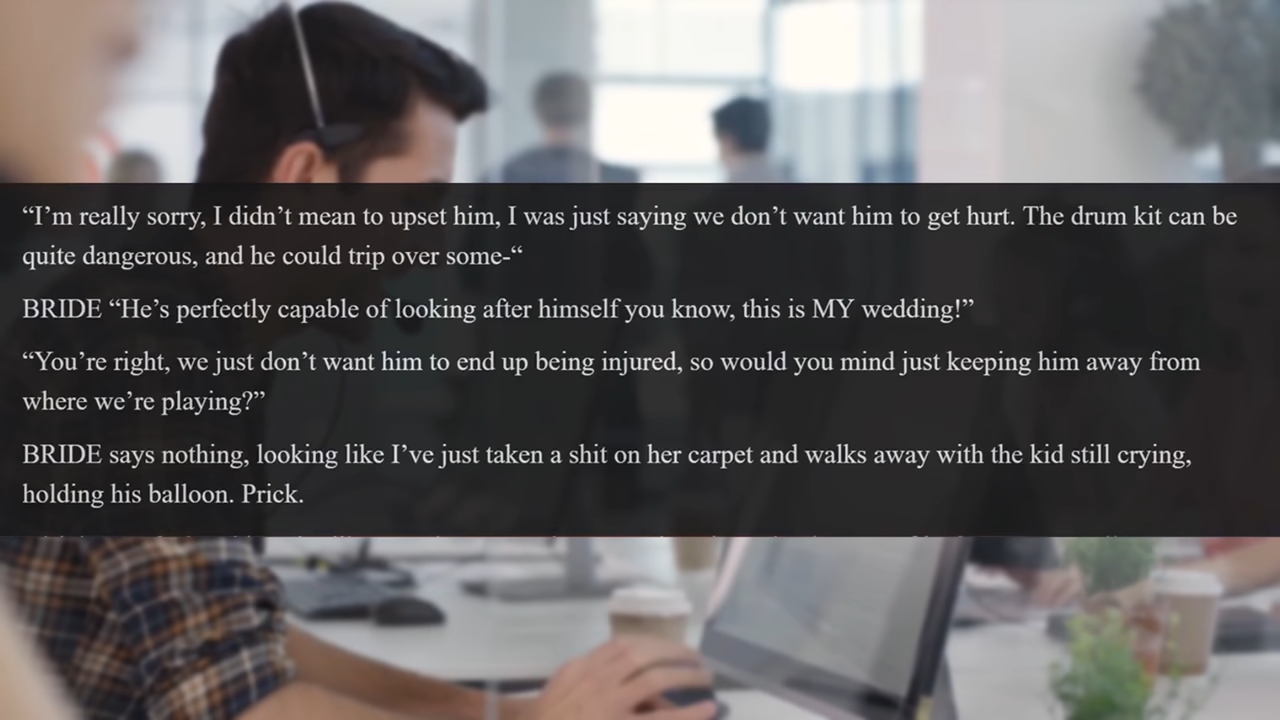 “I’m really sorry, I didn’t mean to upset him, I was just saying we don’t want him to get hurt. The drum kit can be
quite dangerous, and he could trip over some-“
BRIDE “He’s perfectly capable of looking after himself you know, this is MY wedding!”
“You’re right, we just don’t want him to end up being injured, so would you mind just keeping him away from
where we’re playing?”
BRIDE says nothing, looking like I’ve just taken a shit on her carpet and walks away with the kid still crying,
holding his balloon. Prick.